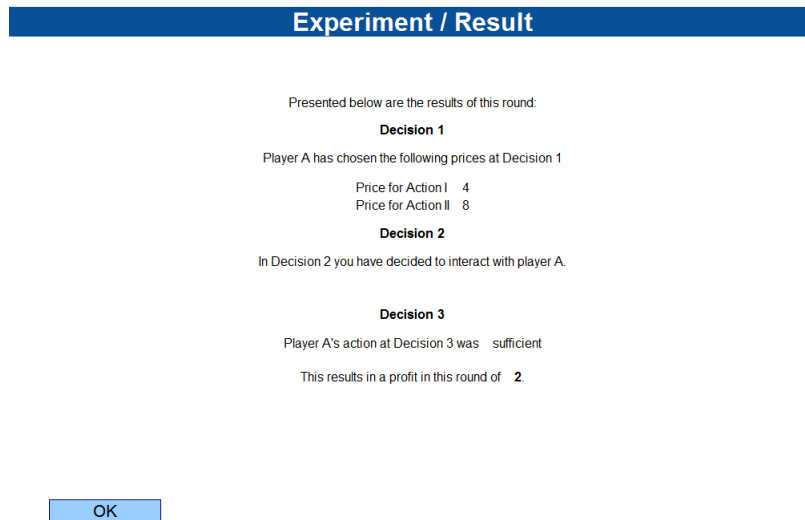 Experiment / Result
Presented below are the results of this round:
Decision 1
Player A has chosen the following prices at Decision 1
Price for Action I 4
Price for Action II 8
Decision 2
In Decision 2 you have decided to interact with player A.
Decision 3
Player A's action at Decision 3 was sufficient
This results in a profit in this round of 2.
OK